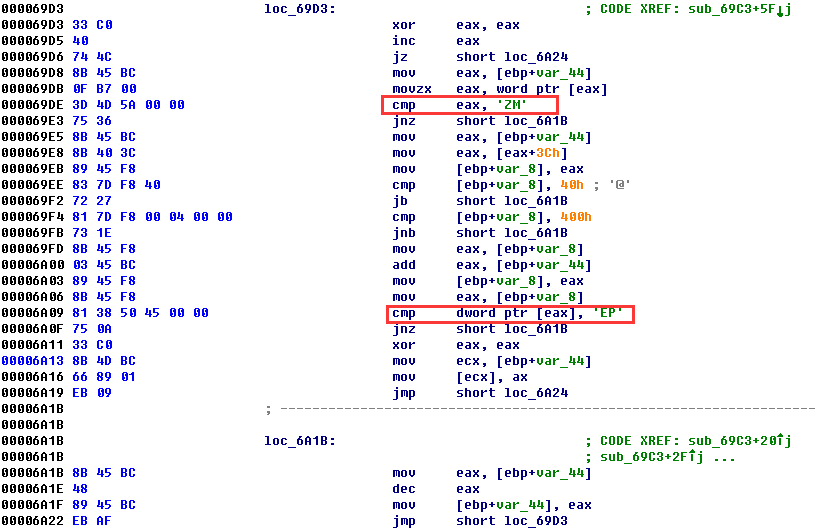 000069D3 loc_69D3: ; CODE XREF: sub_69C3+5F↓j
000069D3 33 C0 xor eax, eax
000069D5 40 inc eax
000069D6 74 4C jz short loc_6A24
000069D8 8B 45 BC mov eax, [ebp+var_44]
000069DB 0F B7 00 movzx eax, word ptr [eax]
000069DE 3D 4D 5A 00 00 cmp eax, 'ZM'
000069E3 75 36 jnz short loc_6A1B
000069E5 8B 45 BC mov eax, [ebp+var_44]
000069E8 8B 40 3C mov eax, [eax+3Ch]
000069EB 89 45 F8 mov [ebp+var_8], eax
000069EE 83 7D F8 40 cmp [ebp+var_8], 40h ; '@'
000069F2 72 27 jb short loc_6A1B
000069F4 81 7D F8 00 04 00 00 cmp [ebp+var_8], 400h
000069FB 73 1E jnb short loc_6A1B
000069FD 8B 45 F8 mov eax, [ebp+var_8]
00006A00 03 45 BC add eax, [ebp+var_44]
00006A03 89 45 F8 mov [ebp+var_8], eax
00006A06 8B 45 F8 mov eax, [ebp+var_8]
00006A09 81 38 50 45 00 00 cmp dword ptr [eax], 'EP'
00006A0F 75 0A jnz short loc_6A1B
00006A11 33 C0 xor eax, eax
00006A13 8B 4D BC mov ecx, [ebp+var_44]
00006A16 66 89 01 mov [ecx], ax
00006A19 EB 09 jmp short loc_6A24
00006A1B ; ---------------------------------------------------------------------------
00006A1B
00006A1B loc_6A1B: ; CODE XREF: sub_69C3+20↑j
00006A1B ; sub_69C3+2F↑j ...
00006A1B 8B 45 BC mov eax, [ebp+var_44]
00006A1E 48 dec eax
00006A1F 89 45 BC mov [ebp+var_44], eax
00006A22 EB AF jmp short loc_69D3